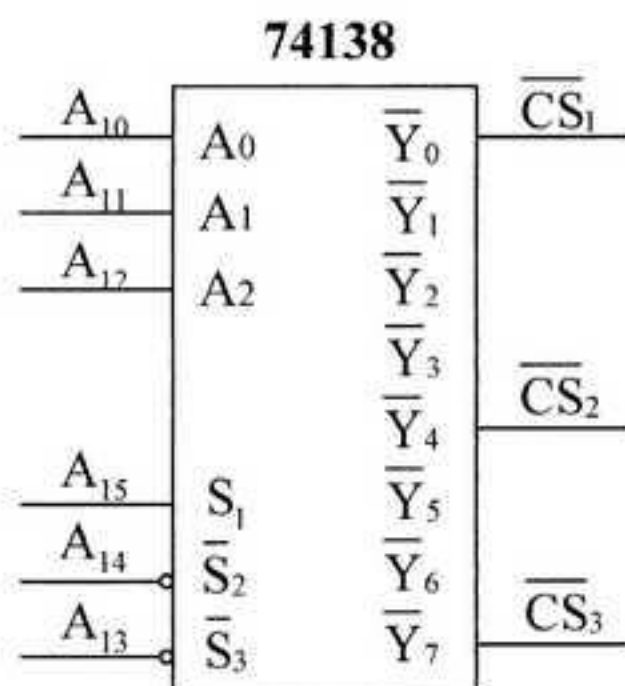 74138
A₁₀ A0 Y̅₀ C̅S̅₁
A₁₁ A1 Y̅₁
A₁₂ A2 Y̅₂
Y̅₃
Y̅₄ C̅S̅₂
A₁₅ S₁ Y̅₅
A₁₄ S̅₂ Y̅₆
A₁₃ S̅₃ Y̅₇ C̅S̅₃